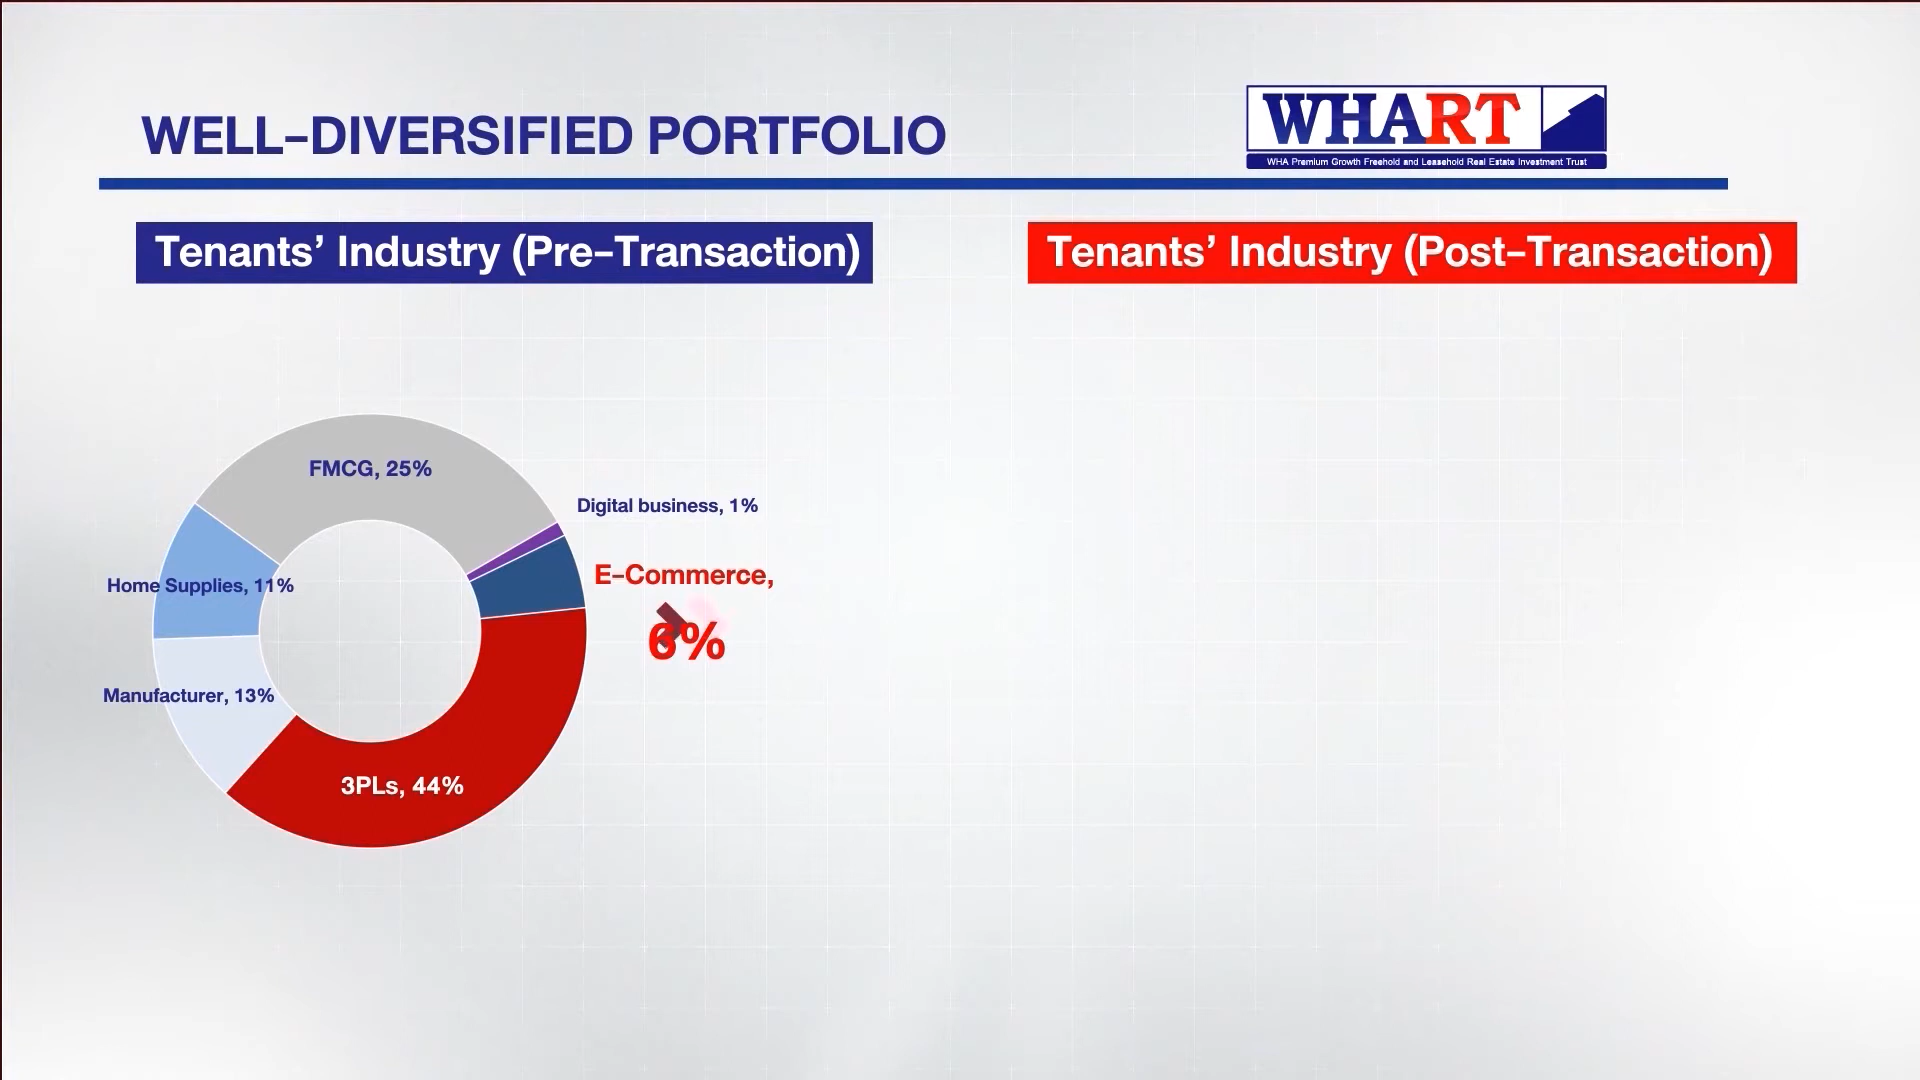 WELL-DIVERSIFIED PORTFOLIO
WHART
WHA Premium Growth Freehold and Leasehold Real Estate Investment Trust
Tenants’ Industry (Pre-Transaction)
Tenants’ Industry (Post-Transaction)
FMCG, 25%
Digital business, 1%
E-Commerce,
6%
Home Supplies, 11%
Manufacturer, 13%
3PLs, 44%